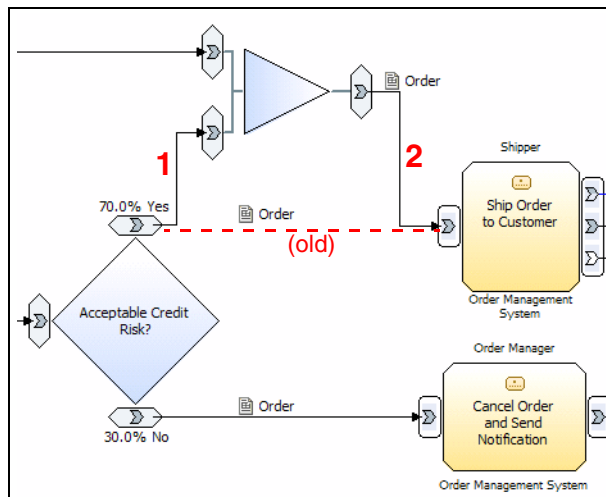 Order
1
2
Shipper
Ship Order
to Customer
70.0% Yes
Order
(old)
Order Management
System
Acceptable Credit
Risk?
Order Manager
Order
Cancel Order
and Send
Notification
30.0% No
Order Management System